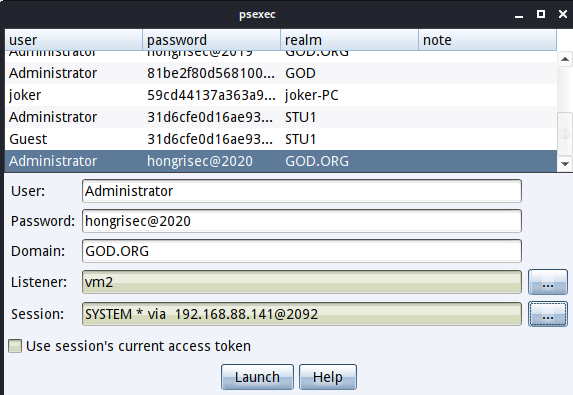 psexec
user password realm note
Administrator hongrisec@2019 GOD.ORG
Administrator 81be2f80d568100... GOD
joker 59cd44137a363a9... joker-PC
Administrator 31d6cfe0d16ae93... STU1
Guest 31d6cfe0d16ae93... STU1
Administrator hongrisec@2020 GOD.ORG
User: Administrator
Password: hongrisec@2020
Domain: GOD.ORG
Listener: vm2 ...
Session: SYSTEM * via 192.168.88.141@2092 ...
Use session's current access token
Launch Help